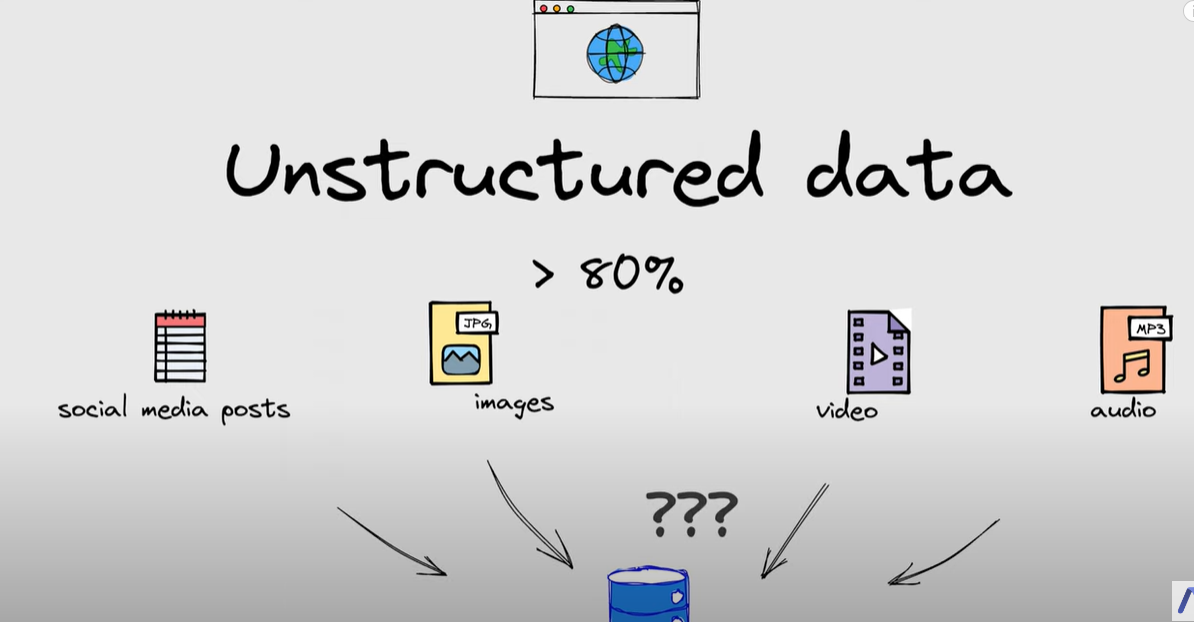 Unstructured data
> 80%
JPG
MP3
social media posts
images
video
audio
???